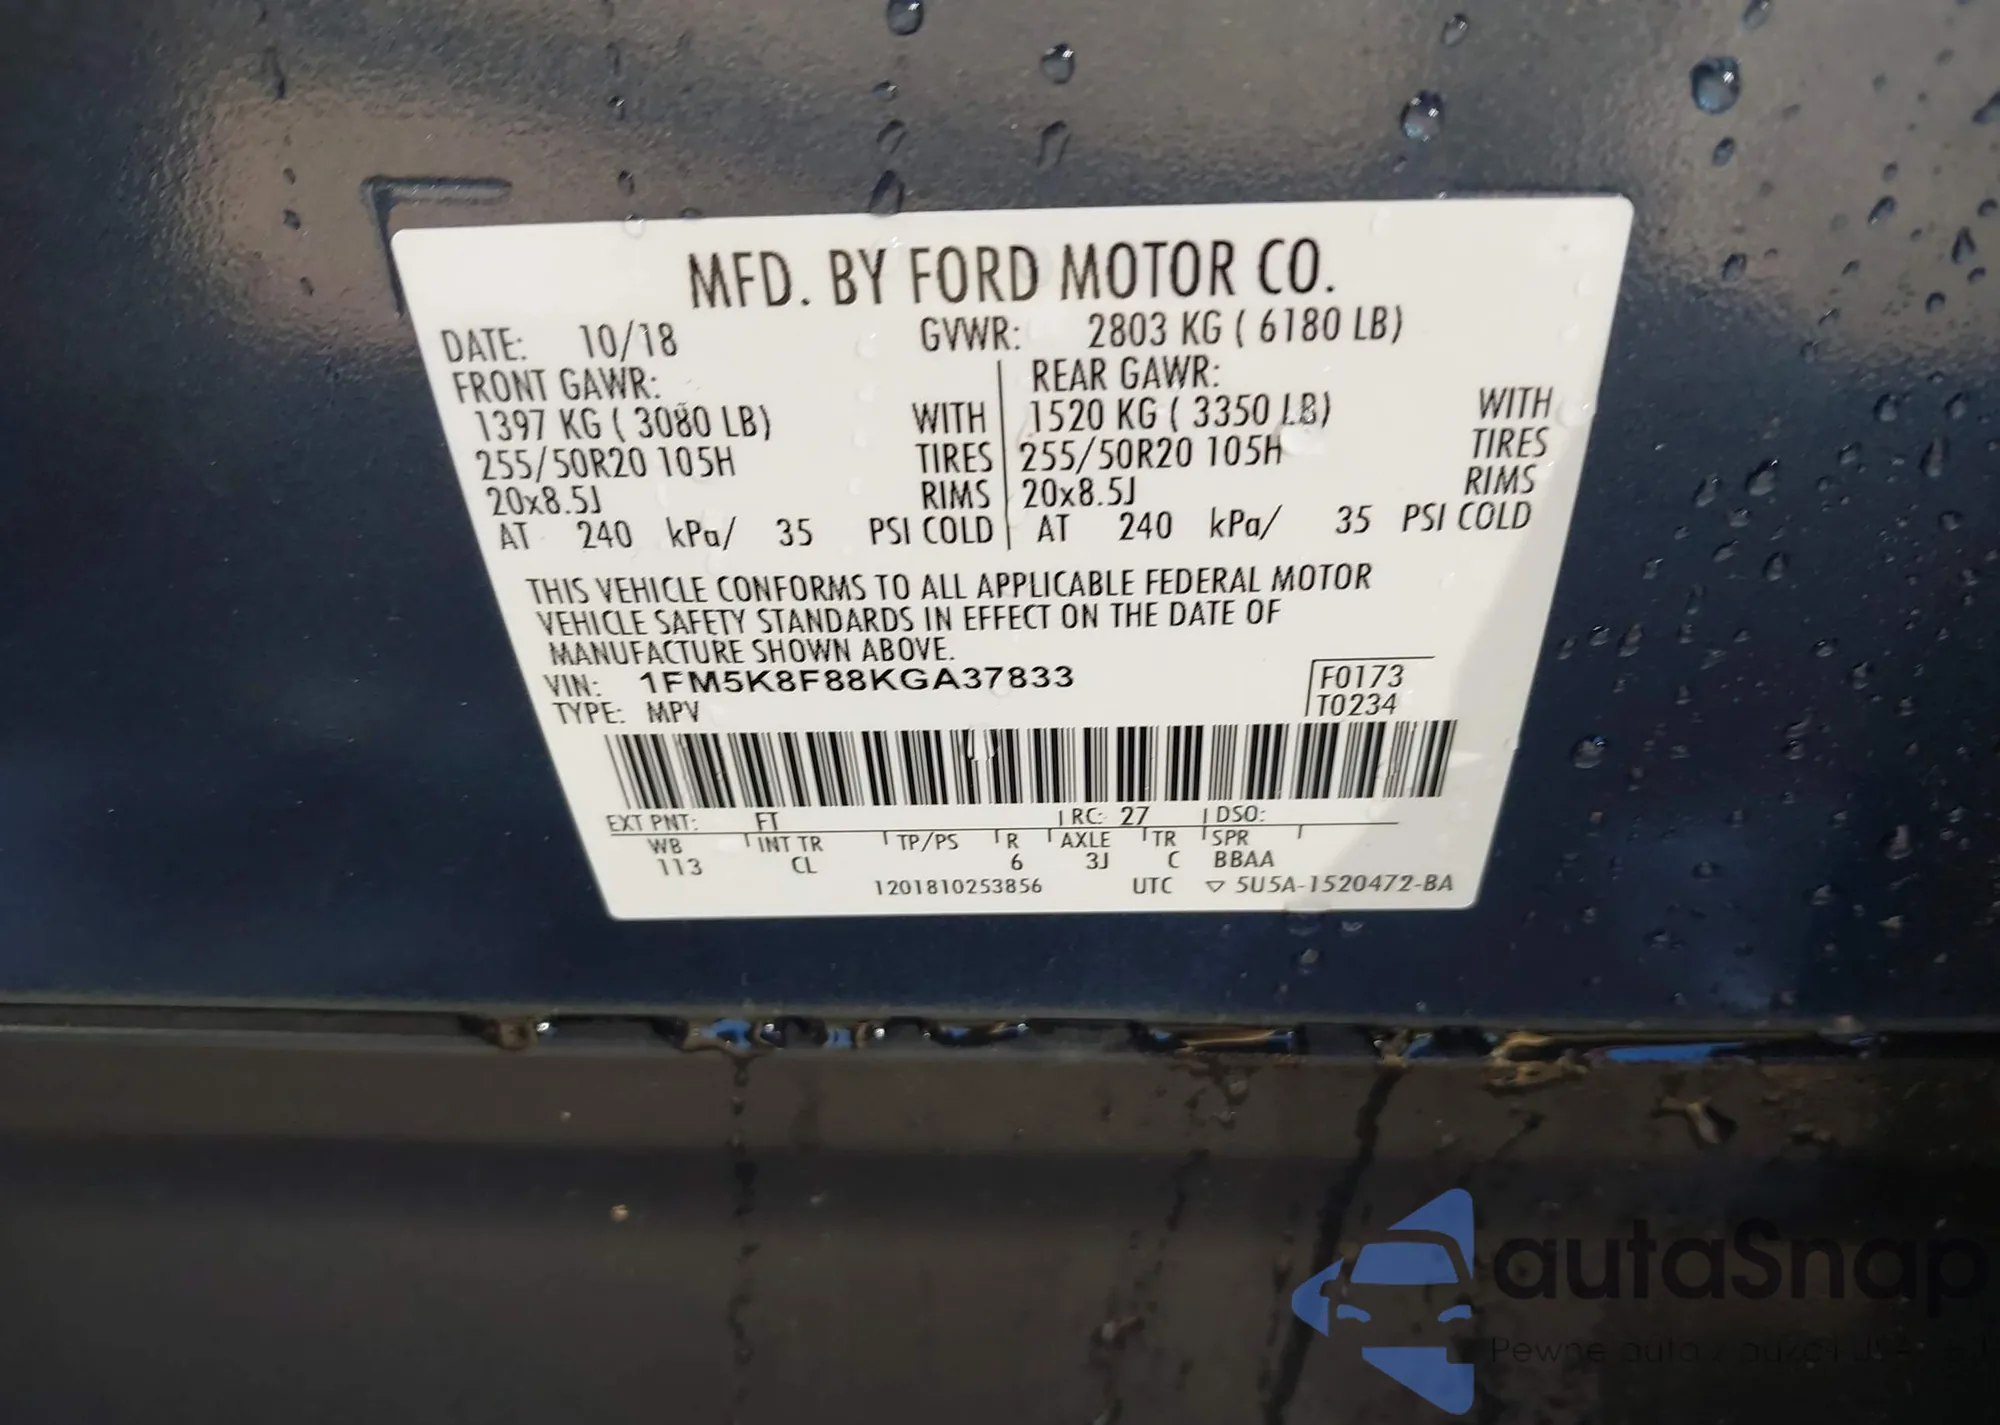 MFD. BY FORD MOTOR CO.
DATE: 10/18 GVWR: 2803 KG ( 6180 LB)
FRONT GAWR: REAR GAWR:
1397 KG ( 3080 LB) WITH 1520 KG ( 3350 LB) WITH
255/50R20 105H TIRES 255/50R20 105H TIRES
20x8.5J RIMS 20x8.5J RIMS
AT 240 kPa/ 35 PSI COLD AT 240 kPa/ 35 PSI COLD
THIS VEHICLE CONFORMS TO ALL APPLICABLE FEDERAL MOTOR
VEHICLE SAFETY STANDARDS IN EFFECT ON THE DATE OF
MANUFACTURE SHOWN ABOVE.
VIN: 1FM5K8F88KGA37833 F0173
TYPE: MPV T0234
EXT PNT: FT RC: 27 DSO:
WB INT TR TP/PS R AXLE TR SPR
113 CL 6 3J C BBAA
1201810253856 UTC ▽ 5U5A-1520472-BA
autaSnap
Pewne auto z